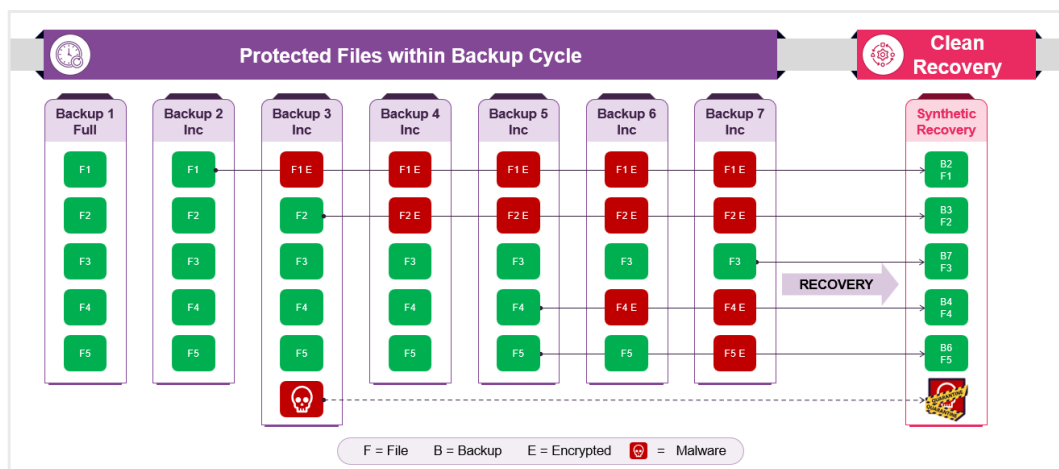 Protected Files within Backup Cycle
Clean
Recovery
Backup 1
Full
Backup 2
Inc
Backup 3
Inc
Backup 4
Inc
Backup 5
Inc
Backup 6
Inc
Backup 7
Inc
Synthetic
Recovery
F1
F1
F1 E
F1 E
F1 E
F1 E
F1 E
B2
F1
F2
F2
F2
F2 E
F2 E
F2 E
F2 E
B3
F2
F3
F3
F3
F3
F3
F3
F3
B7
F3
RECOVERY
F4
F4
F4
F4
F4
F4 E
F4 E
B4
F4
F5
F5
F5
F5
F5
F5
F5 E
B6
F5
QUARANTINE
QUARANTINE
F = File
B = Backup
E = Encrypted
= Malware